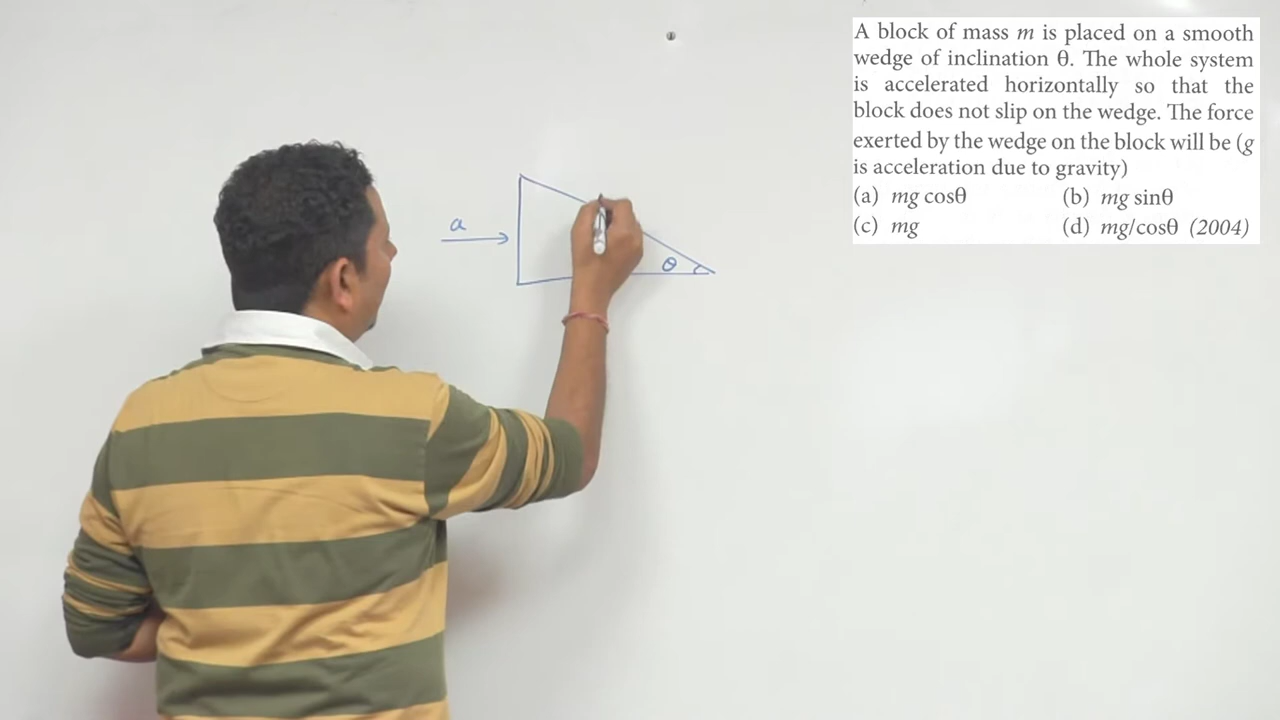 A block of mass m is placed on a smooth
wedge of inclination θ. The whole system
is accelerated horizontally so that the
block does not slip on the wedge. The force
exerted by the wedge on the block will be (g
is acceleration due to gravity)
(a) mg cosθ (b) mg sinθ
(c) mg (d) mg/cosθ (2004)
a
θ